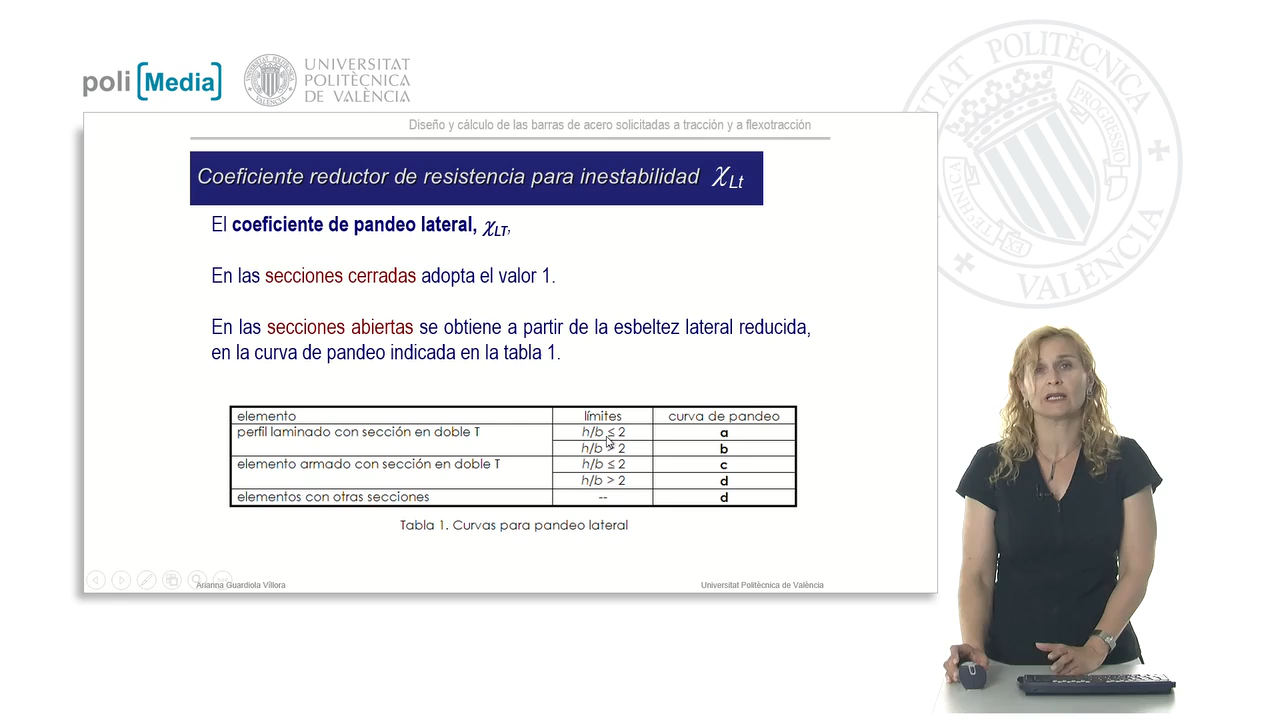 poli [Media]
UNIVERSITAT
POLITÈCNICA
DE VALÈNCIA
Diseño y cálculo de las barras de acero solicitadas a tracción y a flexotracción
Coeficiente reductor de resistencia para inestabilidad χLt
El coeficiente de pandeo lateral, χLT,
En las secciones cerradas adopta el valor 1.
En las secciones abiertas se obtiene a partir de la esbeltez lateral reducida,
en la curva de pandeo indicada en la tabla 1.
elemento límites curva de pandeo
perfil laminado con sección en doble T h/b ≤ 2 a
h/b > 2 b
elemento armado con sección en doble T h/b ≤ 2 c
h/b > 2 d
elementos con otras secciones -- d
Tabla 1. Curvas para pandeo lateral
Arianna Guardiola Víllora
Universitat Politècnica de València
POLITÈCNICA
VALÈNCIA
PROGRESSIO